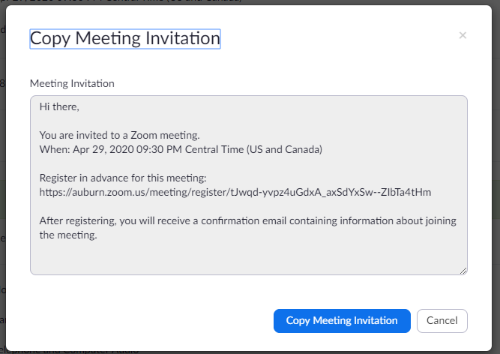 Copy Meeting Invitation
×
Meeting Invitation
Hi there,
You are invited to a Zoom meeting.
When: Apr 29, 2020 09:30 PM Central Time (US and Canada)
Register in advance for this meeting:
https://auburn.zoom.us/meeting/register/tJwqd-yvpz4uGdxA_axSdYxSw--ZIbTa4tHm
After registering, you will receive a confirmation email containing information about joining
the meeting.
Copy Meeting Invitation
Cancel